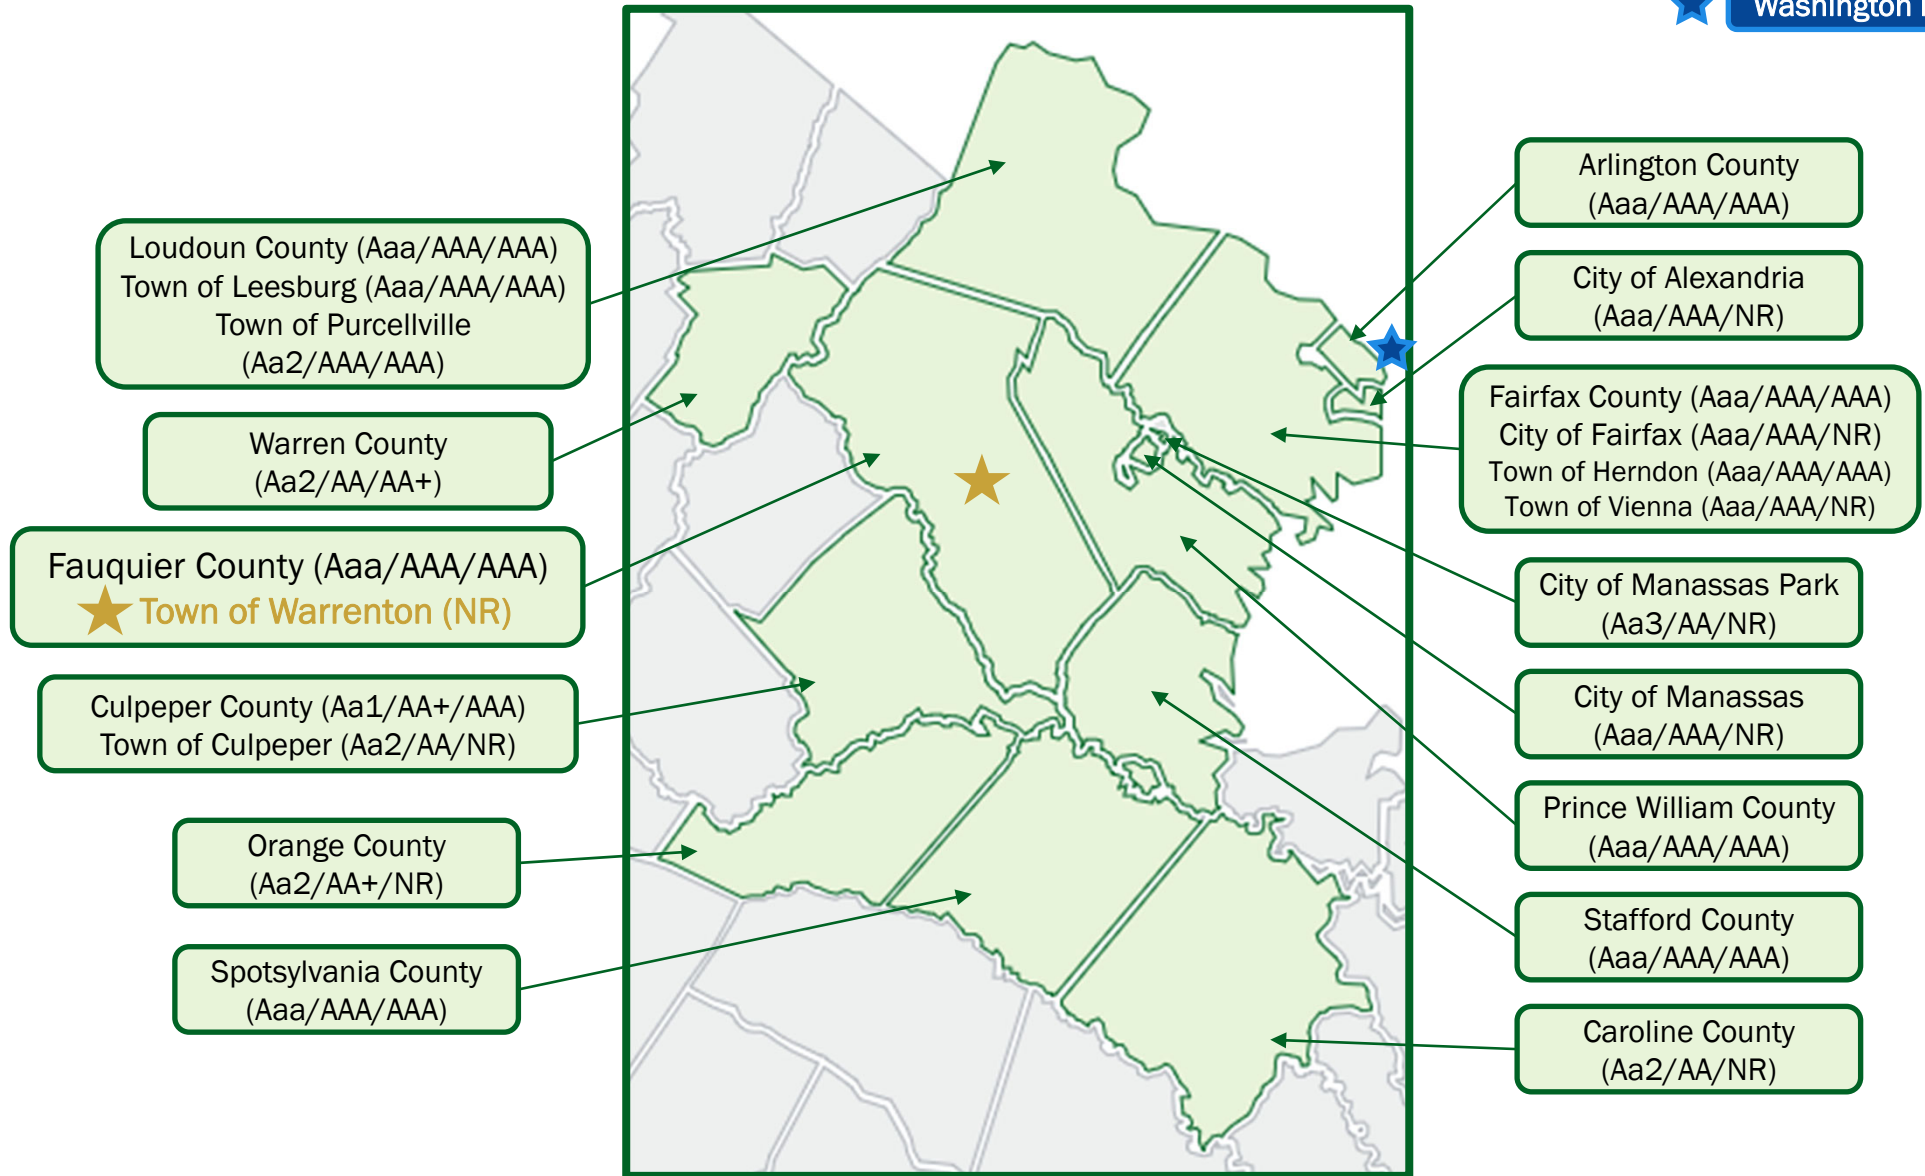 Washington
Loudoun County (Aaa/AAA/AAA)
Town of Leesburg (Aaa/AAA/AAA)
Town of Purcellville
(Aa2/AAA/AAA)
Warren County
(Aa2/AA/AA+)
Fauquier County (Aaa/AAA/AAA)
Town of Warrenton (NR)
Culpeper County (Aa1/AA+/AAA)
Town of Culpeper (Aa2/AA/NR)
Orange County
(Aa2/AA+/NR)
Spotsylvania County
(Aaa/AAA/AAA)
Arlington County
(Aaa/AAA/AAA)
City of Alexandria
(Aaa/AAA/NR)
Fairfax County (Aaa/AAA/AAA)
City of Fairfax (Aaa/AAA/NR)
Town of Herndon (Aaa/AAA/AAA)
Town of Vienna (Aaa/AAA/NR)
City of Manassas Park
(Aa3/AA/NR)
City of Manassas
(Aaa/AAA/NR)
Prince William County
(Aaa/AAA/AAA)
Stafford County
(Aaa/AAA/AAA)
Caroline County
(Aa2/AA/NR)